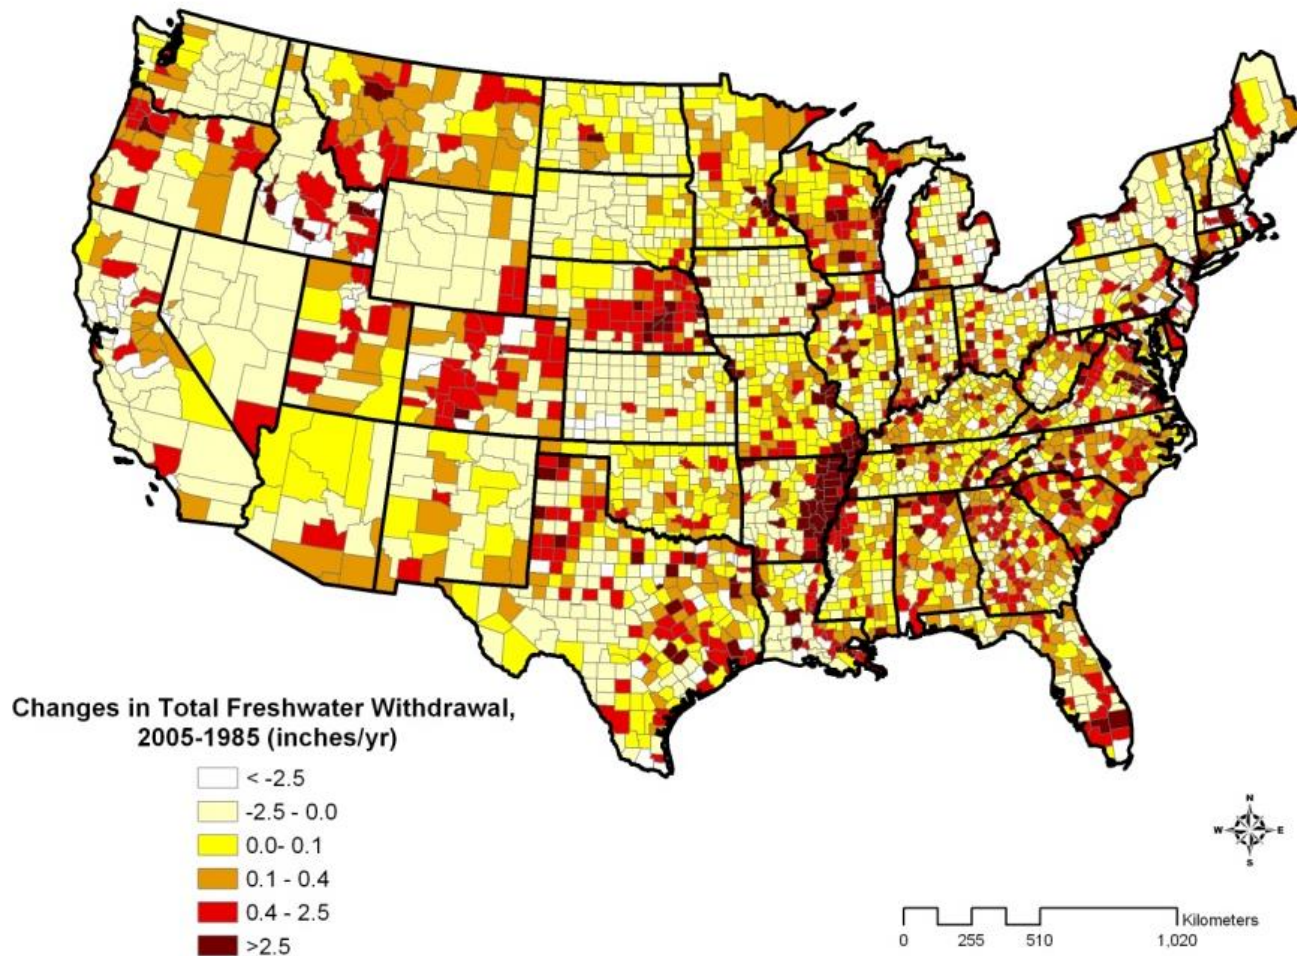 Changes in Total Freshwater Withdrawal,
2005-1985 (inches/yr)
< -2.5
-2.5 - 0.0
0.0- 0.1
0.1 - 0.4
0.4 - 2.5
>2.5
N
W E
S
Kilometers
0 255 510 1,020